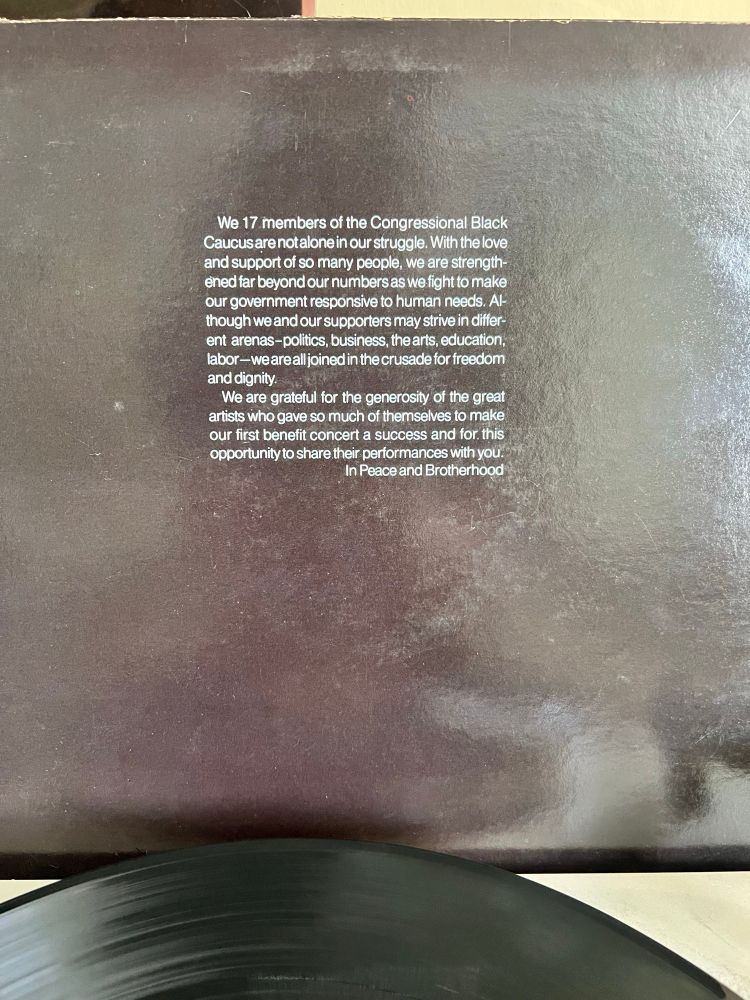 We 17 members of the Congressional Black
Caucus are not alone in our struggle. With the love
and support of so many people, we are strength-
ened far beyond our numbers as we fight to make
our government responsive to human needs. Al-
though we and our supporters may strive in differ-
ent arenas–politics, business, the arts, education,
labor—we are all joined in the crusade for freedom
and dignity.
We are grateful for the generosity of the great
artists who gave so much of themselves to make
our first benefit concert a success and for this
opportunity to share their performances with you.
In Peace and Brotherhood